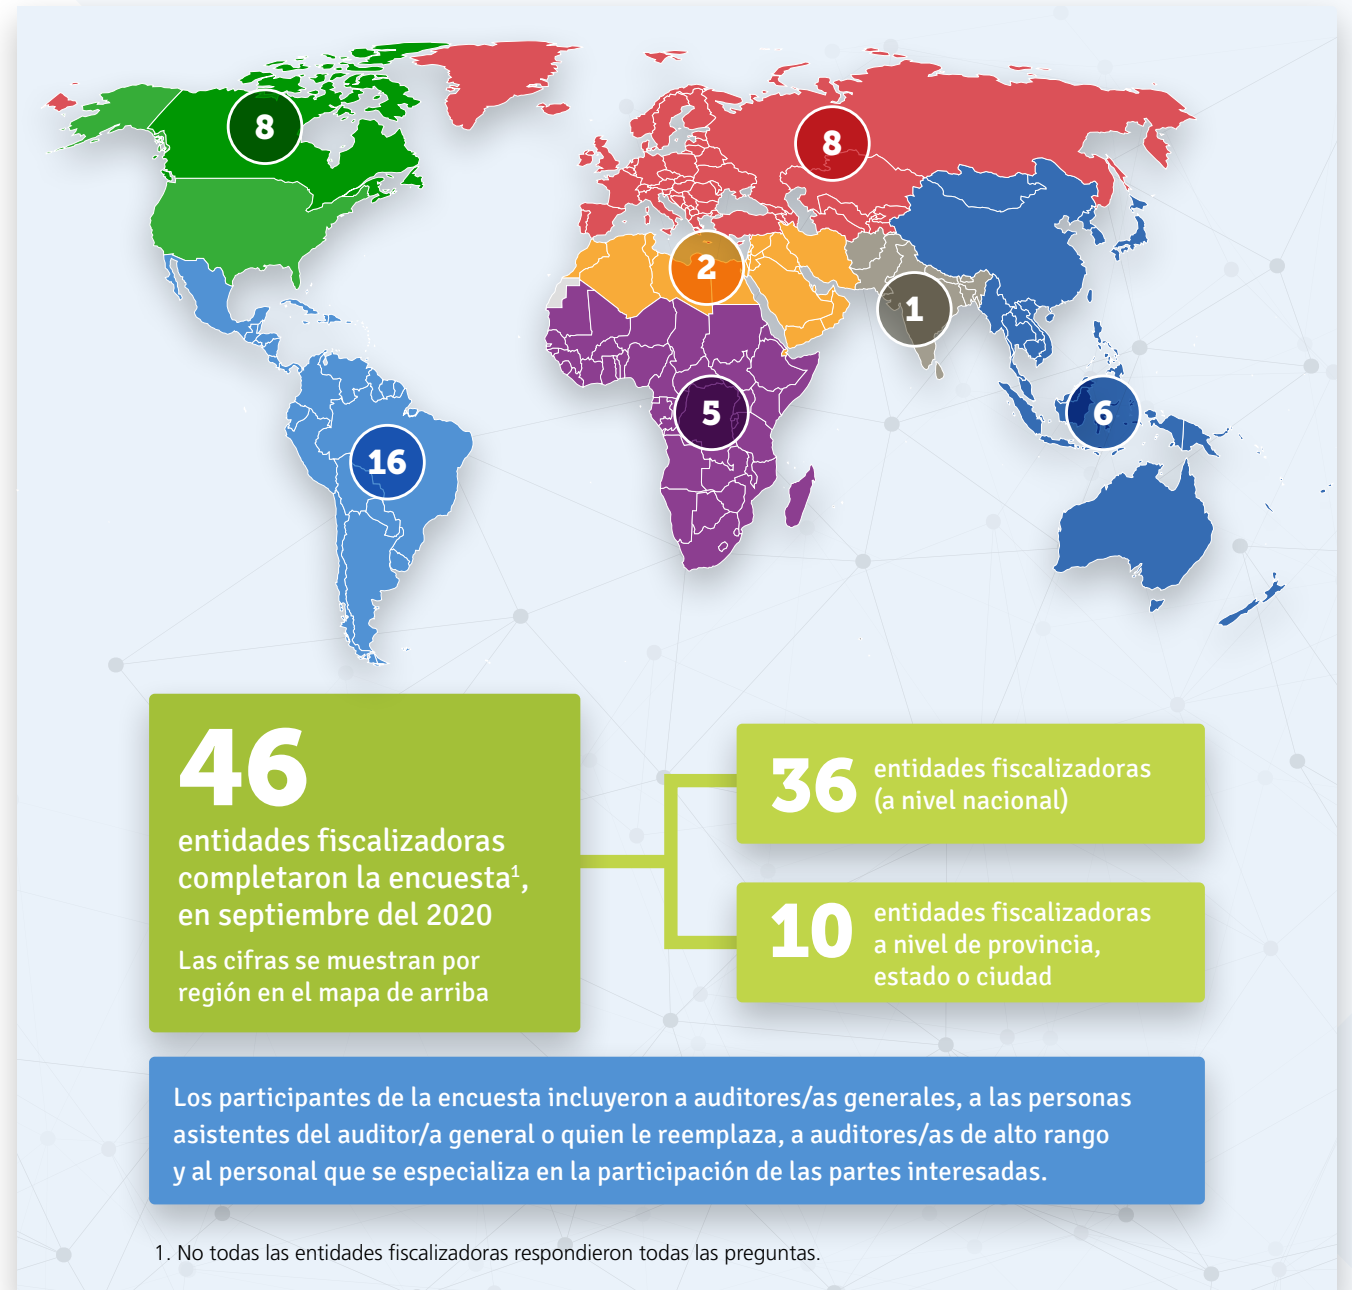 8
8
2
1
5
6
16
46
entidades fiscalizadoras
completaron la encuesta¹,
en septiembre del 2020
Las cifras se muestran por
región en el mapa de arriba
36
entidades fiscalizadoras
(a nivel nacional)
10
entidades fiscalizadoras
a nivel de provincia,
estado o ciudad
Los participantes de la encuesta incluyeron a auditores/as generales, a las personas
asistentes del auditor/a general o quien le reemplaza, a auditores/as de alto rango
y al personal que se especializa en la participación de las partes interesadas.
1. No todas las entidades fiscalizadoras respondieron todas las preguntas.